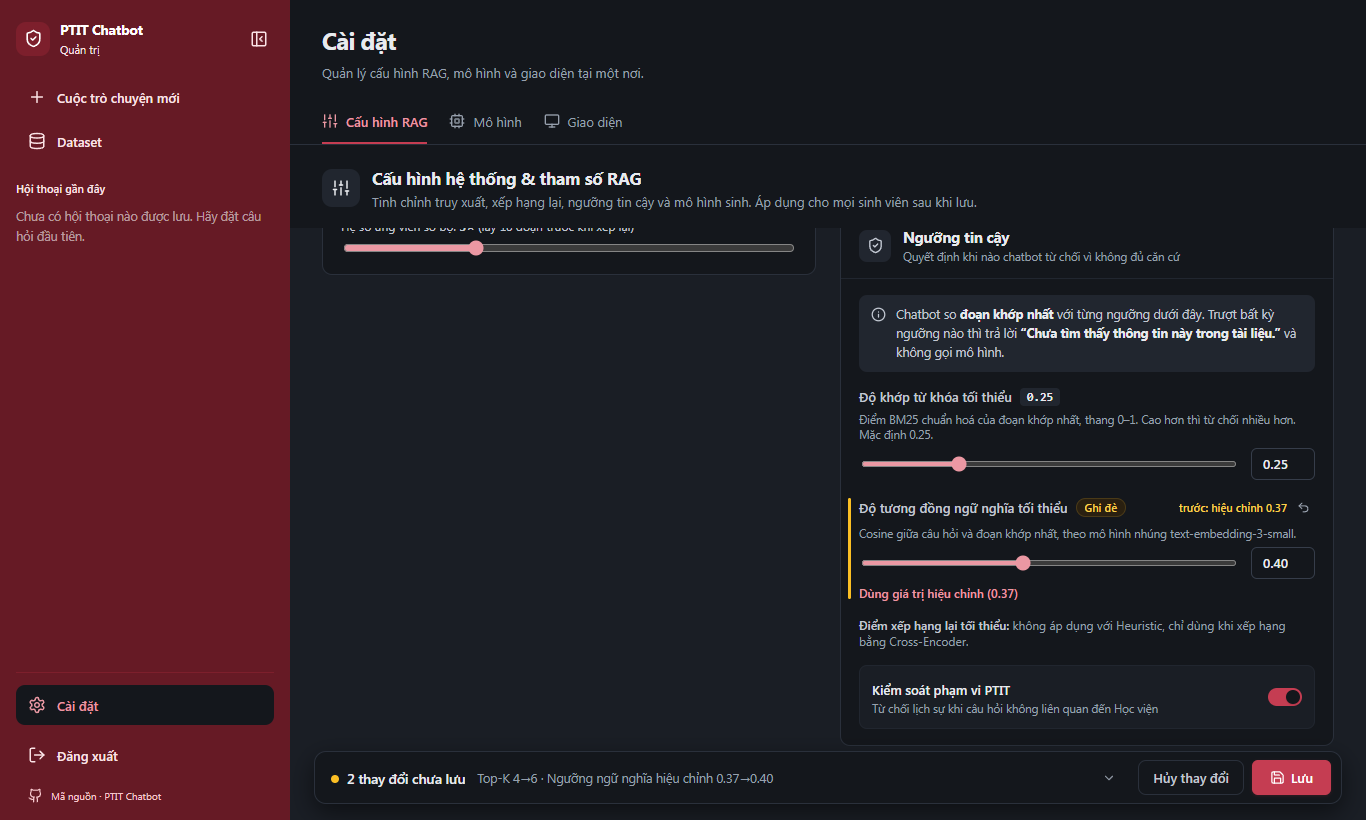 PTIT Chatbot
Quản trị
Cuộc trò chuyện mới
Dataset
Hội thoại gần đây
Chưa có hội thoại nào được lưu. Hãy đặt câu
hỏi đầu tiên.
Cài đặt
Đăng xuất
Mã nguồn · PTIT Chatbot
Cài đặt
Quản lý cấu hình RAG, mô hình và giao diện tại một nơi.
Cấu hình RAG
Mô hình
Giao diện
Cấu hình hệ thống & tham số RAG
Tinh chỉnh truy xuất, xếp hạng lại, ngưỡng tin cậy và mô hình sinh. Áp dụng cho mọi sinh viên sau khi lưu.
Hệ số ứng viên sơ bộ: (lấy 18 đoạn trước khi xếp lại)
Ngưỡng tin cậy
Quyết định khi nào chatbot từ chối vì không đủ căn cứ
Chatbot so đoạn khớp nhất với từng ngưỡng dưới đây. Trượt bất kỳ
ngưỡng nào thì trả lời “Chưa tìm thấy thông tin này trong tài liệu.” và
không gọi mô hình.
Độ khớp từ khóa tối thiểu 0.25
Điểm BM25 chuẩn hoá của đoạn khớp nhất, thang 0–1. Cao hơn thì từ chối nhiều hơn.
Mặc định 0.25.
0.25
Độ tương đồng ngữ nghĩa tối thiểu Ghi đè trước: hiệu chỉnh 0.37
Cosine giữa câu hỏi và đoạn khớp nhất, theo mô hình nhúng text-embedding-3-small.
0.40
Dùng giá trị hiệu chỉnh (0.37)
Điểm xếp hạng lại tối thiểu: không áp dụng với Heuristic, chỉ dùng khi xếp hạng
bằng Cross-Encoder.
Kiểm soát phạm vi PTIT
Từ chối lịch sự khi câu hỏi không liên quan đến Học viện
2 thay đổi chưa lưu Top-K 4→6 · Ngưỡng ngữ nghĩa hiệu chỉnh 0.37→0.40
Hủy thay đổi
Lưu